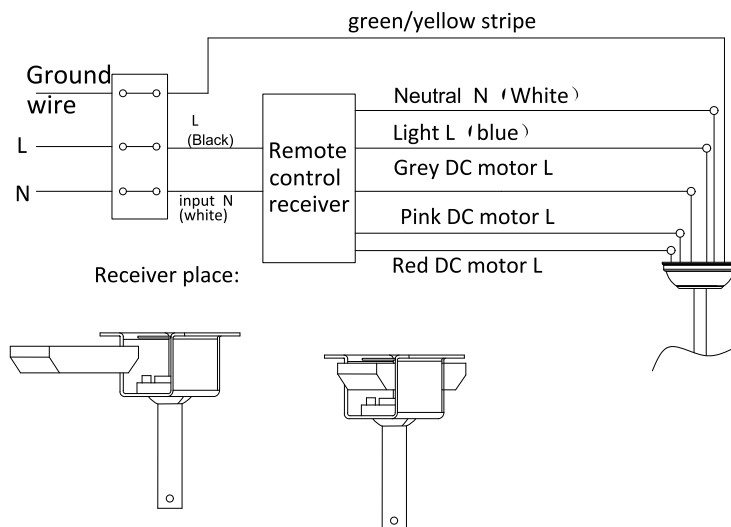 green/yellow stripe
Ground
wire
L
N
L
(Black)
input N
(white)
Remote
control
receiver
Neutral N (White)
Light L (blue)
Grey DC motor L
Pink DC motor L
Red DC motor L
Receiver place: